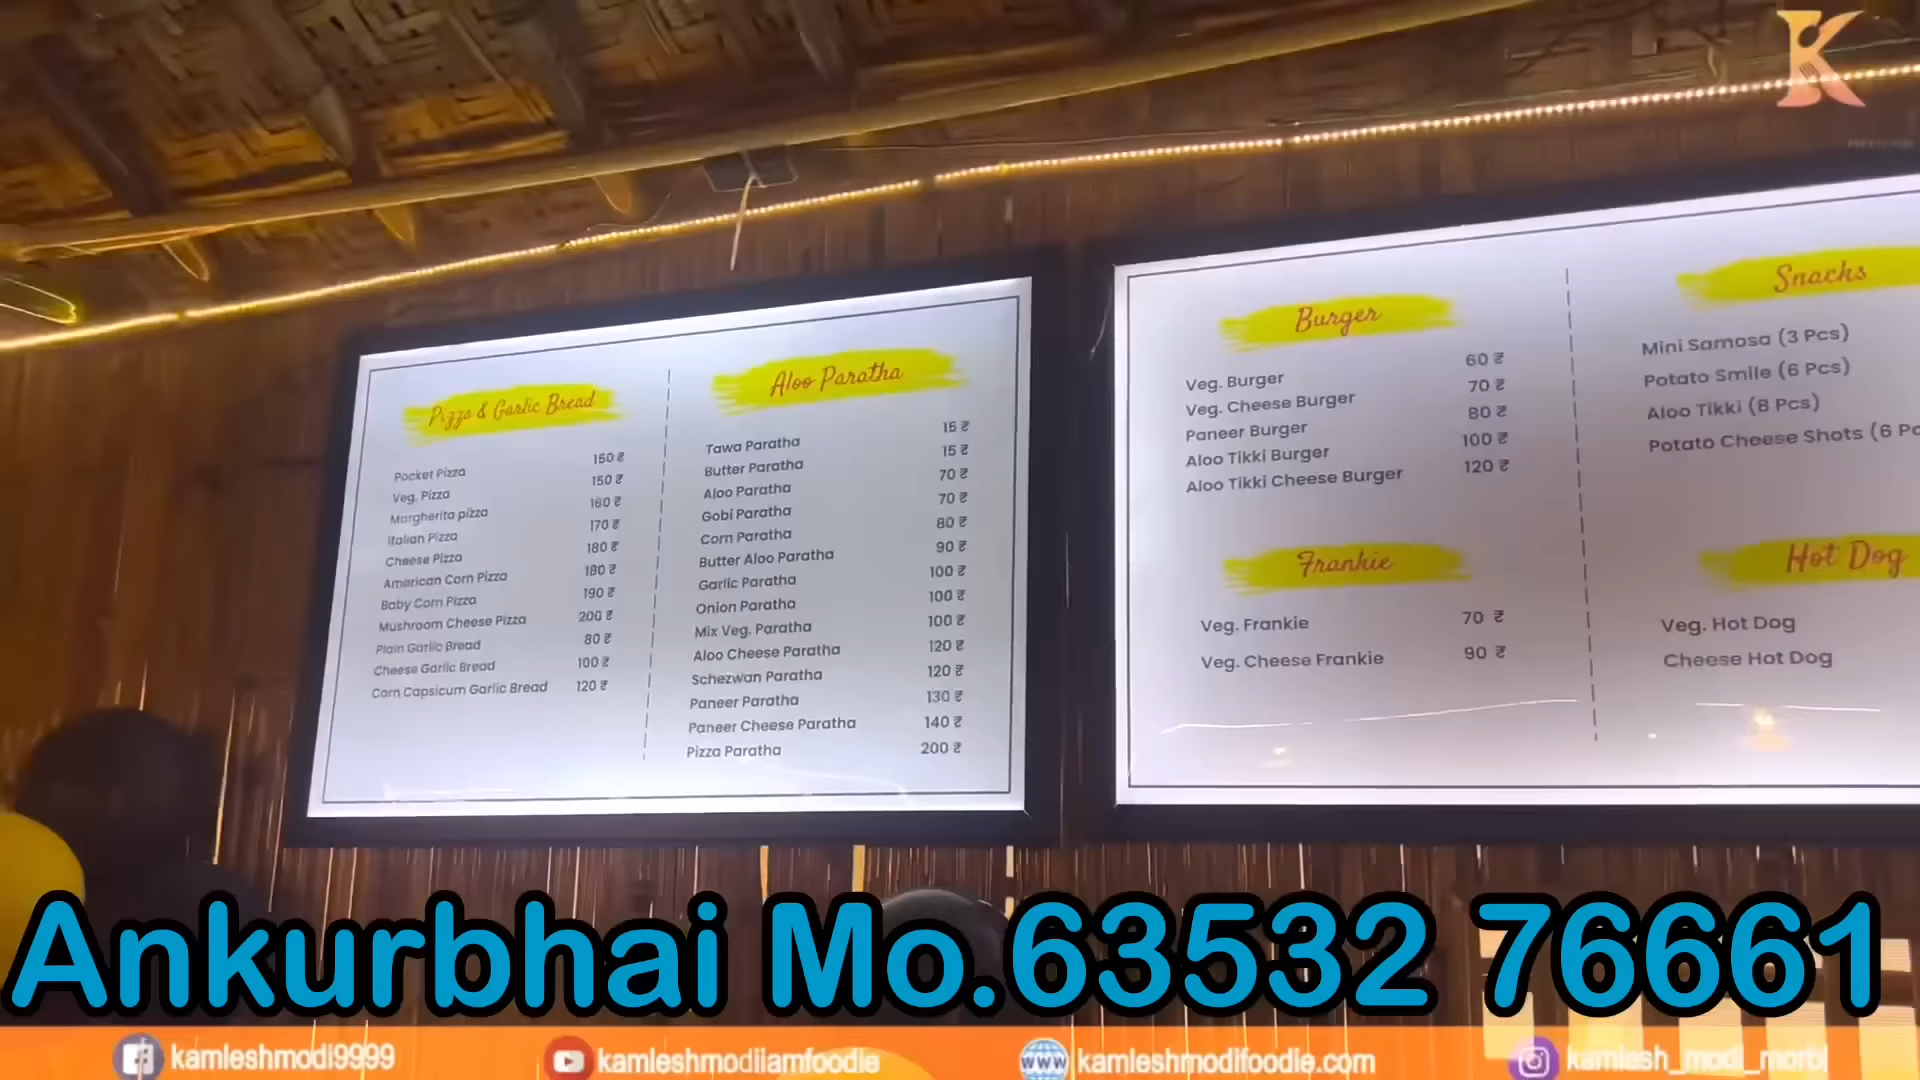 K
Pizza & Garlic Bread
Pocket Pizza 150 ₹
Veg. Pizza 150 ₹
Margherita pizza 160 ₹
Italian Pizza 170 ₹
Cheese Pizza 180 ₹
American Corn Pizza 180 ₹
Baby Corn Pizza 190 ₹
Mushroom Cheese Pizza 200 ₹
Plain Garlic Bread 80 ₹
Cheese Garlic Bread 100 ₹
Corn Capsicum Garlic Bread 120 ₹
Aloo Paratha
Tawa Paratha 15 ₹
Butter Paratha 15 ₹
Aloo Paratha 70 ₹
Gobi Paratha 70 ₹
Corn Paratha 80 ₹
Butter Aloo Paratha 90 ₹
Garlic Paratha 100 ₹
Onion Paratha 100 ₹
Mix Veg. Paratha 100 ₹
Aloo Cheese Paratha 120 ₹
Schezwan Paratha 120 ₹
Paneer Paratha 130 ₹
Paneer Cheese Paratha 140 ₹
Pizza Paratha 200 ₹
Burger
Veg. Burger 60 ₹
Veg. Cheese Burger 70 ₹
Paneer Burger 80 ₹
Aloo Tikki Burger 100 ₹
Aloo Tikki Cheese Burger 120 ₹
Frankie
Veg. Frankie 70 ₹
Veg. Cheese Frankie 90 ₹
Snacks
Mini Samosa (3 Pcs)
Potato Smile (6 Pcs)
Aloo Tikki (8 Pcs)
Potato Cheese Shots (6 Pc
Hot Dog
Veg. Hot Dog
Cheese Hot Dog
Ankurbhai Mo.63532 76661
kamleshmodi9999
kamleshmodiiamfoodie
www kamleshmodifoodie.com
kamlesh_modi_morbi